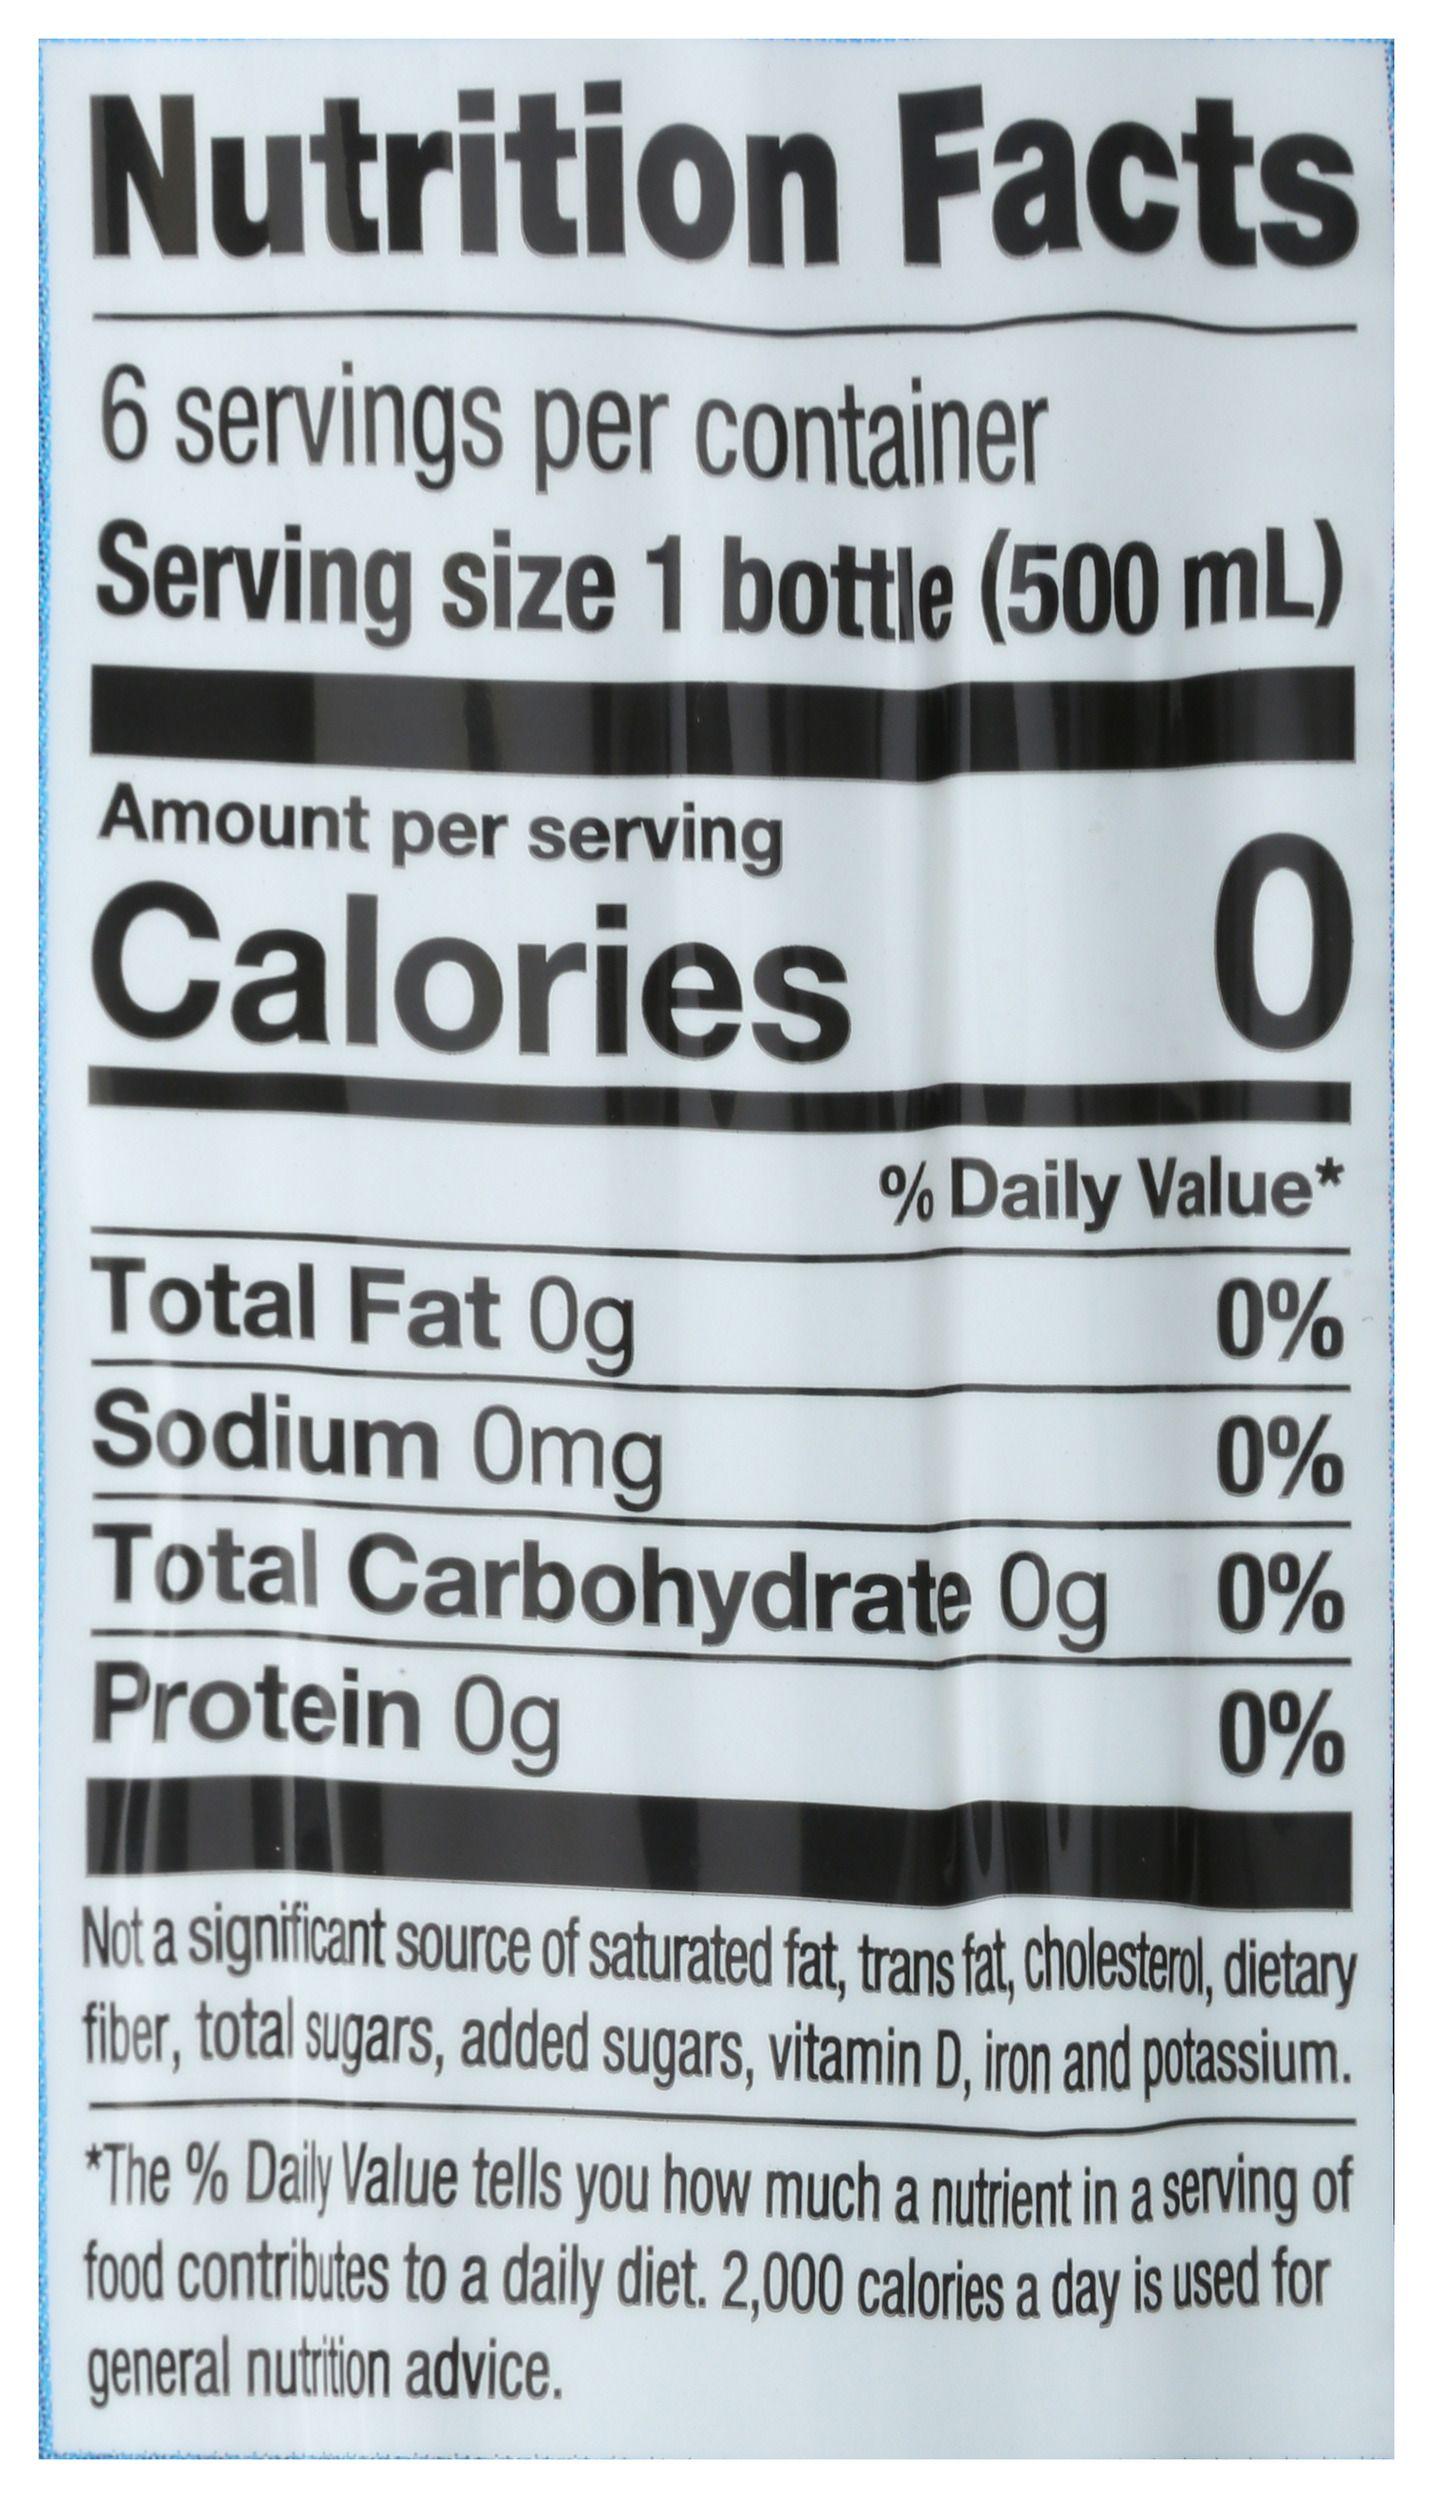 Nutrition Facts
6 servings per container
Serving size 1 bottle (500 mL)
Amount per serving
Calories 0
% Daily Value*
Total Fat 0g 0%
Sodium 0mg 0%
Total Carbohydrate 0g 0%
Protein 0g 0%
Not a significant source of saturated fat, trans fat, cholesterol, dietary
fiber, total sugars, added sugars, vitamin D, iron and potassium.
*The % Daily Value tells you how much a nutrient in a serving of
food contributes to a daily diet. 2,000 calories a day is used for
general nutrition advice.